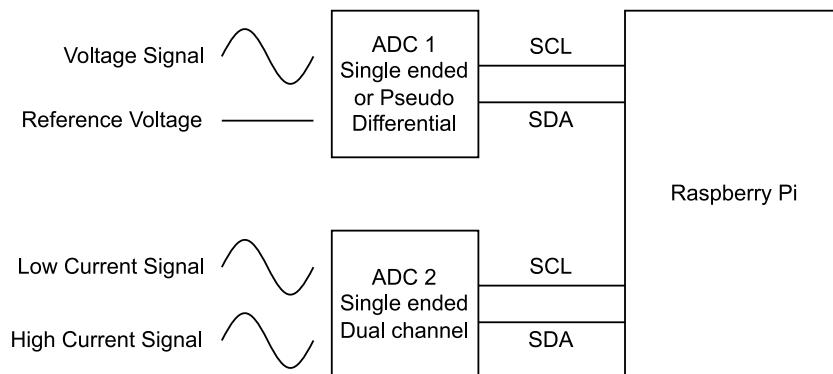 Voltage Signal
Reference Voltage
ADC 1
Single ended
or Pseudo
Differential
SCL
SDA
Raspberry Pi
Low Current Signal
High Current Signal
ADC 2
Single ended
Dual channel
SCL
SDA